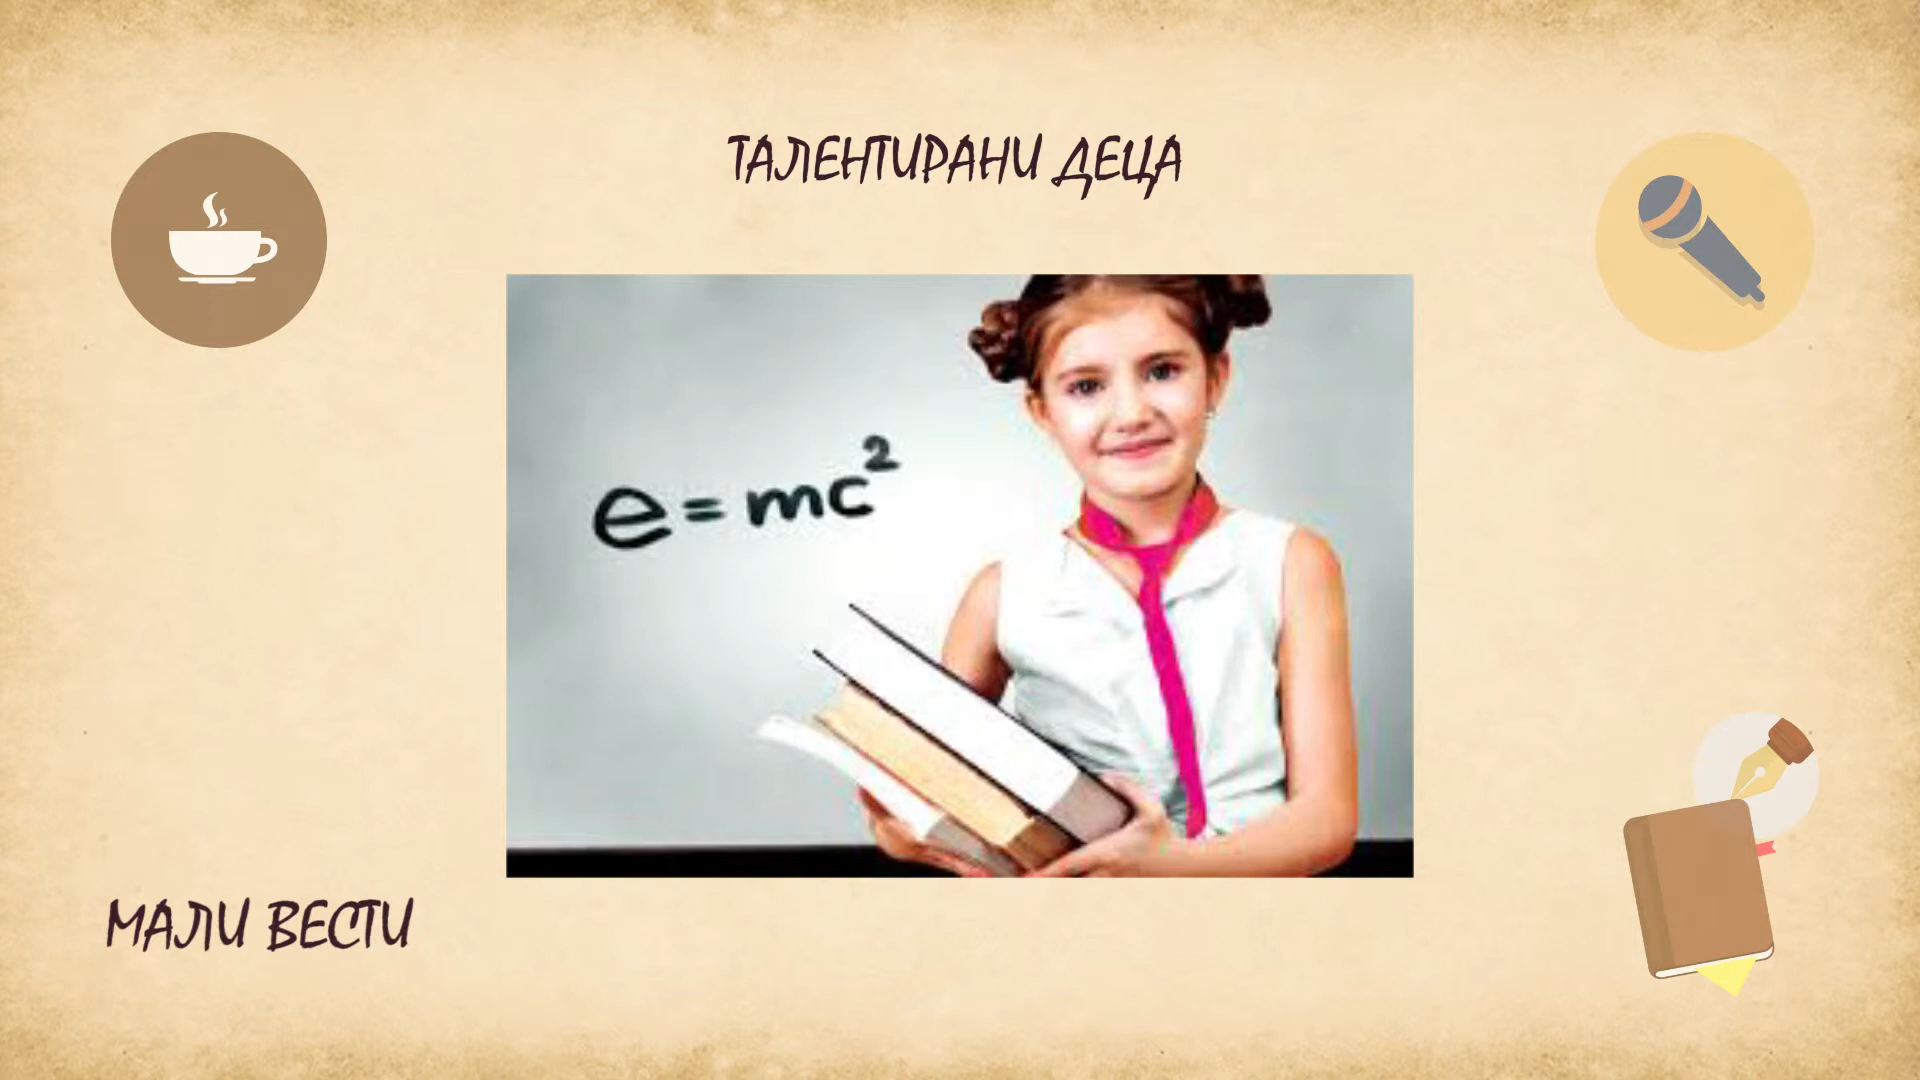 ТАЛЕНТИРАНИ ДЕЦА
e = mc²
МАЛИ ВЕСТИ